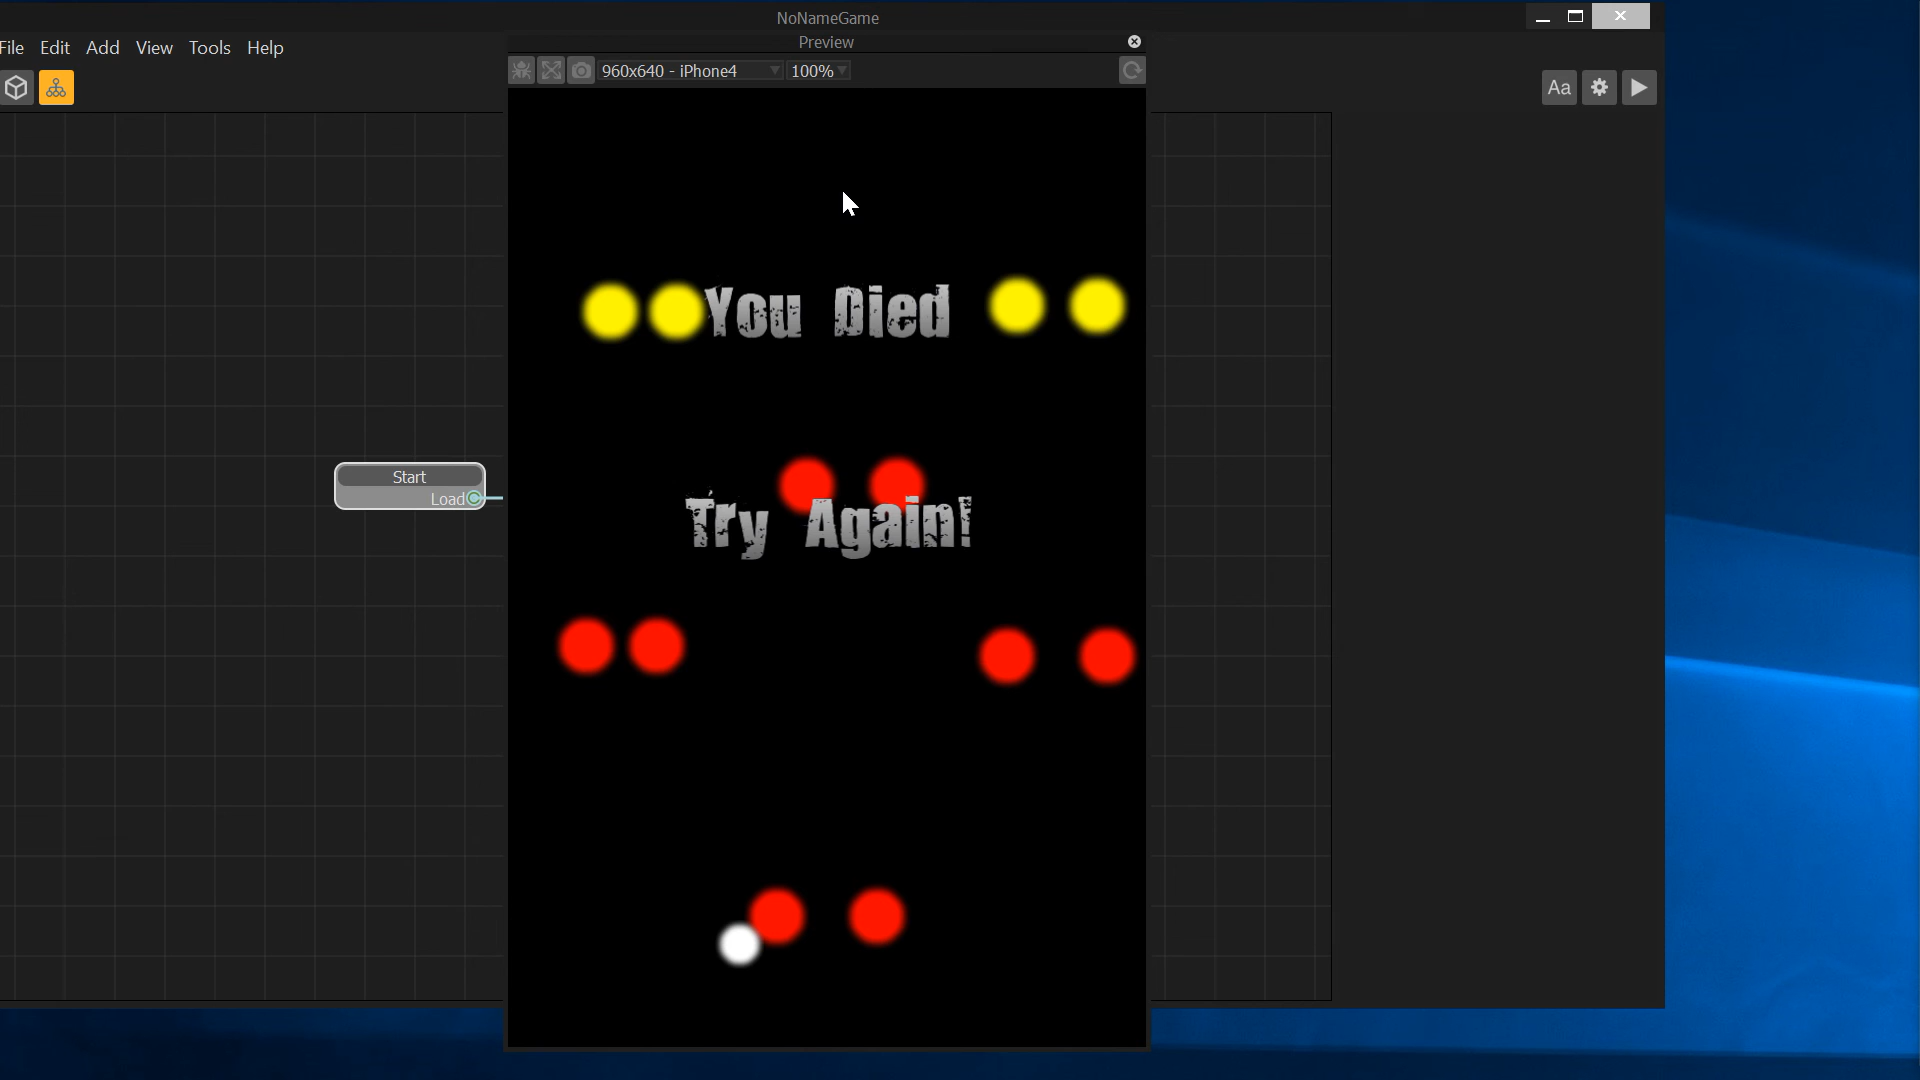 NoNameGame
File Edit Add View Tools Help
Preview
960x640 - iPhone4 100%
Aa
You Died
Start
Load
Try Again!